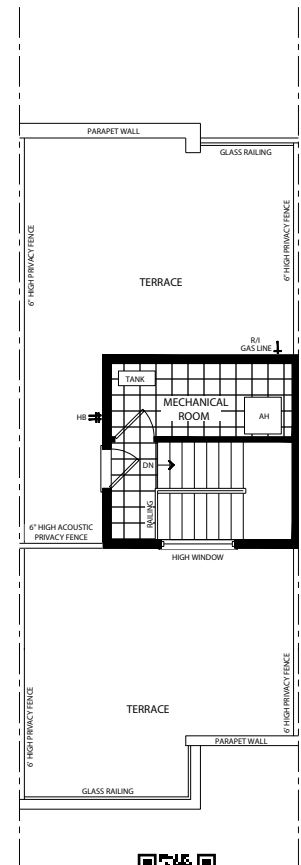 PARAPET WALL
GLASS RAILING
6" HIGH PRIVACY FENCE
6" HIGH PRIVACY FENCE
TERRACE
R/I
GAS LINE
TANK
MECHANICAL
ROOM
AH
HB
DN
RAILING
6" HIGH ACOUSTIC
PRIVACY FENCE
HIGH WINDOW
6" HIGH PRIVACY FENCE
6" HIGH PRIVACY FENCE
TERRACE
PARAPET WALL
GLASS RAILING